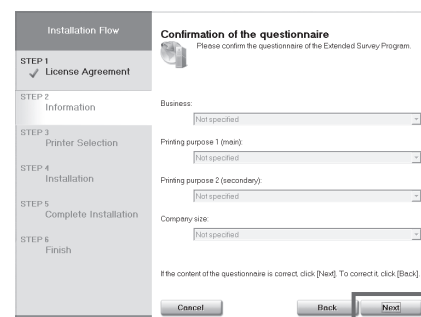 Installation Flow
STEP 1
License Agreement
STEP 2
Information
STEP 3
Printer Selection
STEP 4
Installation
STEP 5
Complete Installation
STEP 6
Finish
Confirmation of the questionnaire
Please confirm the questionnaire of the Extended Survey Program.
Business:
Not specified
Printing purpose 1 (main):
Not specified
Printing purpose 2 (secondary):
Not specified
Company size:
Not specified
If the content of the questionnaire is correct, click [Next]. To correct it, click [Back].
Cancel
Back
Next